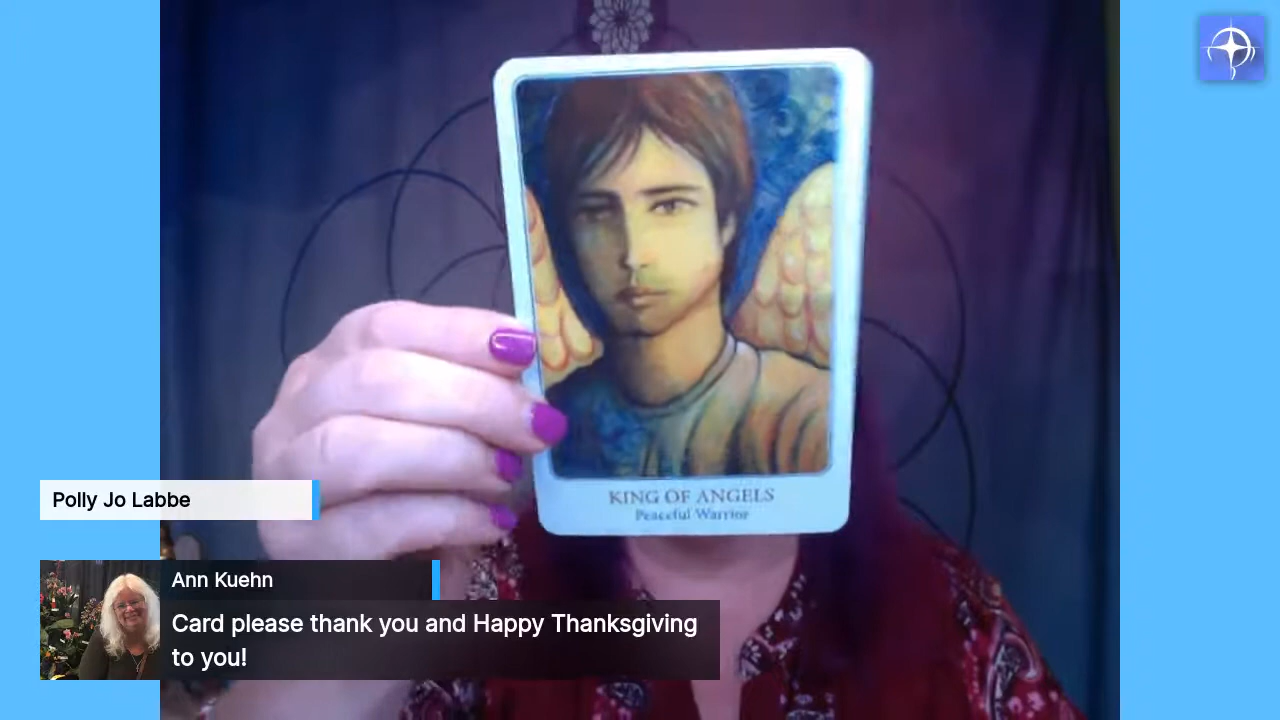 KING OF ANGELS
Peaceful Warrior
Polly Jo Labbe
Ann Kuehn
Card please thank you and Happy Thanksgiving
to you!